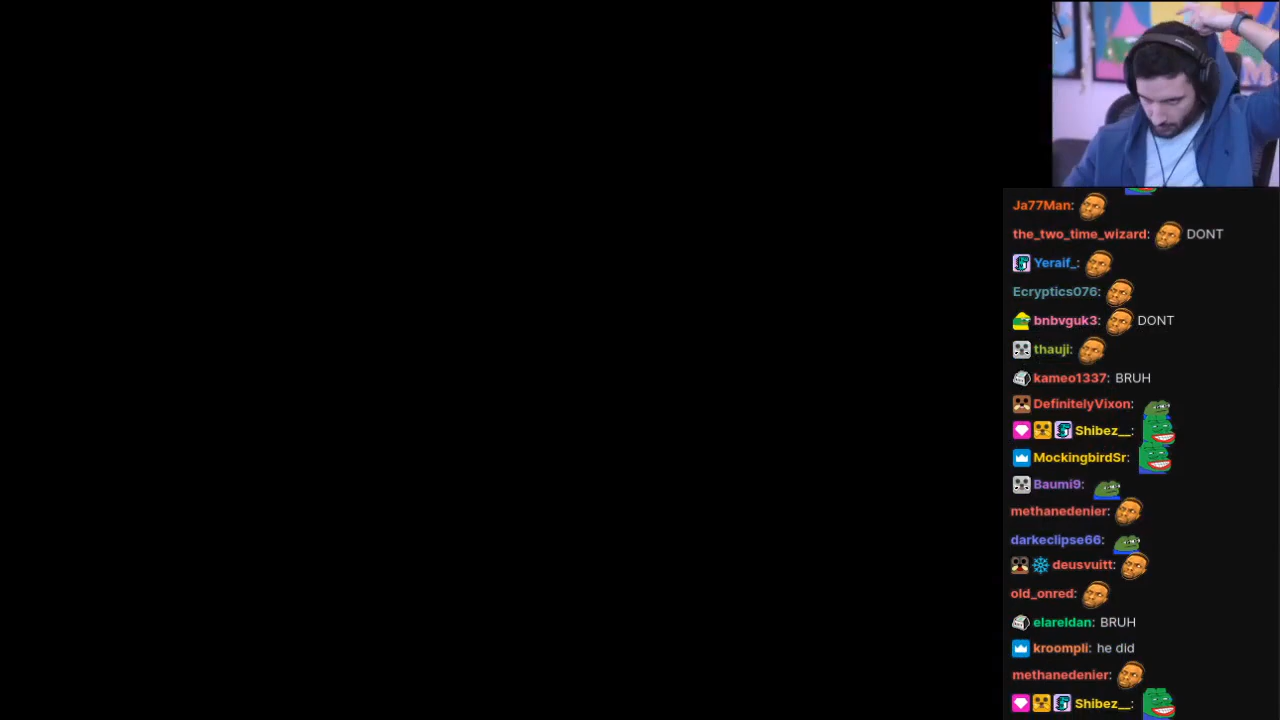 Ja77Man:
the_two_time_wizard: DONT
Yeraif_:
Ecryptics076:
bnbvguk3: DONT
thauji:
kameo1337: BRUH
DefinitelyVixon:
Shibez__:
MockingbirdSr:
Baumi9:
methanedenier:
darkeclipse66:
deusvuitt:
old_onred:
elareldan: BRUH
kroompli: he did
methanedenier:
Shibez__: